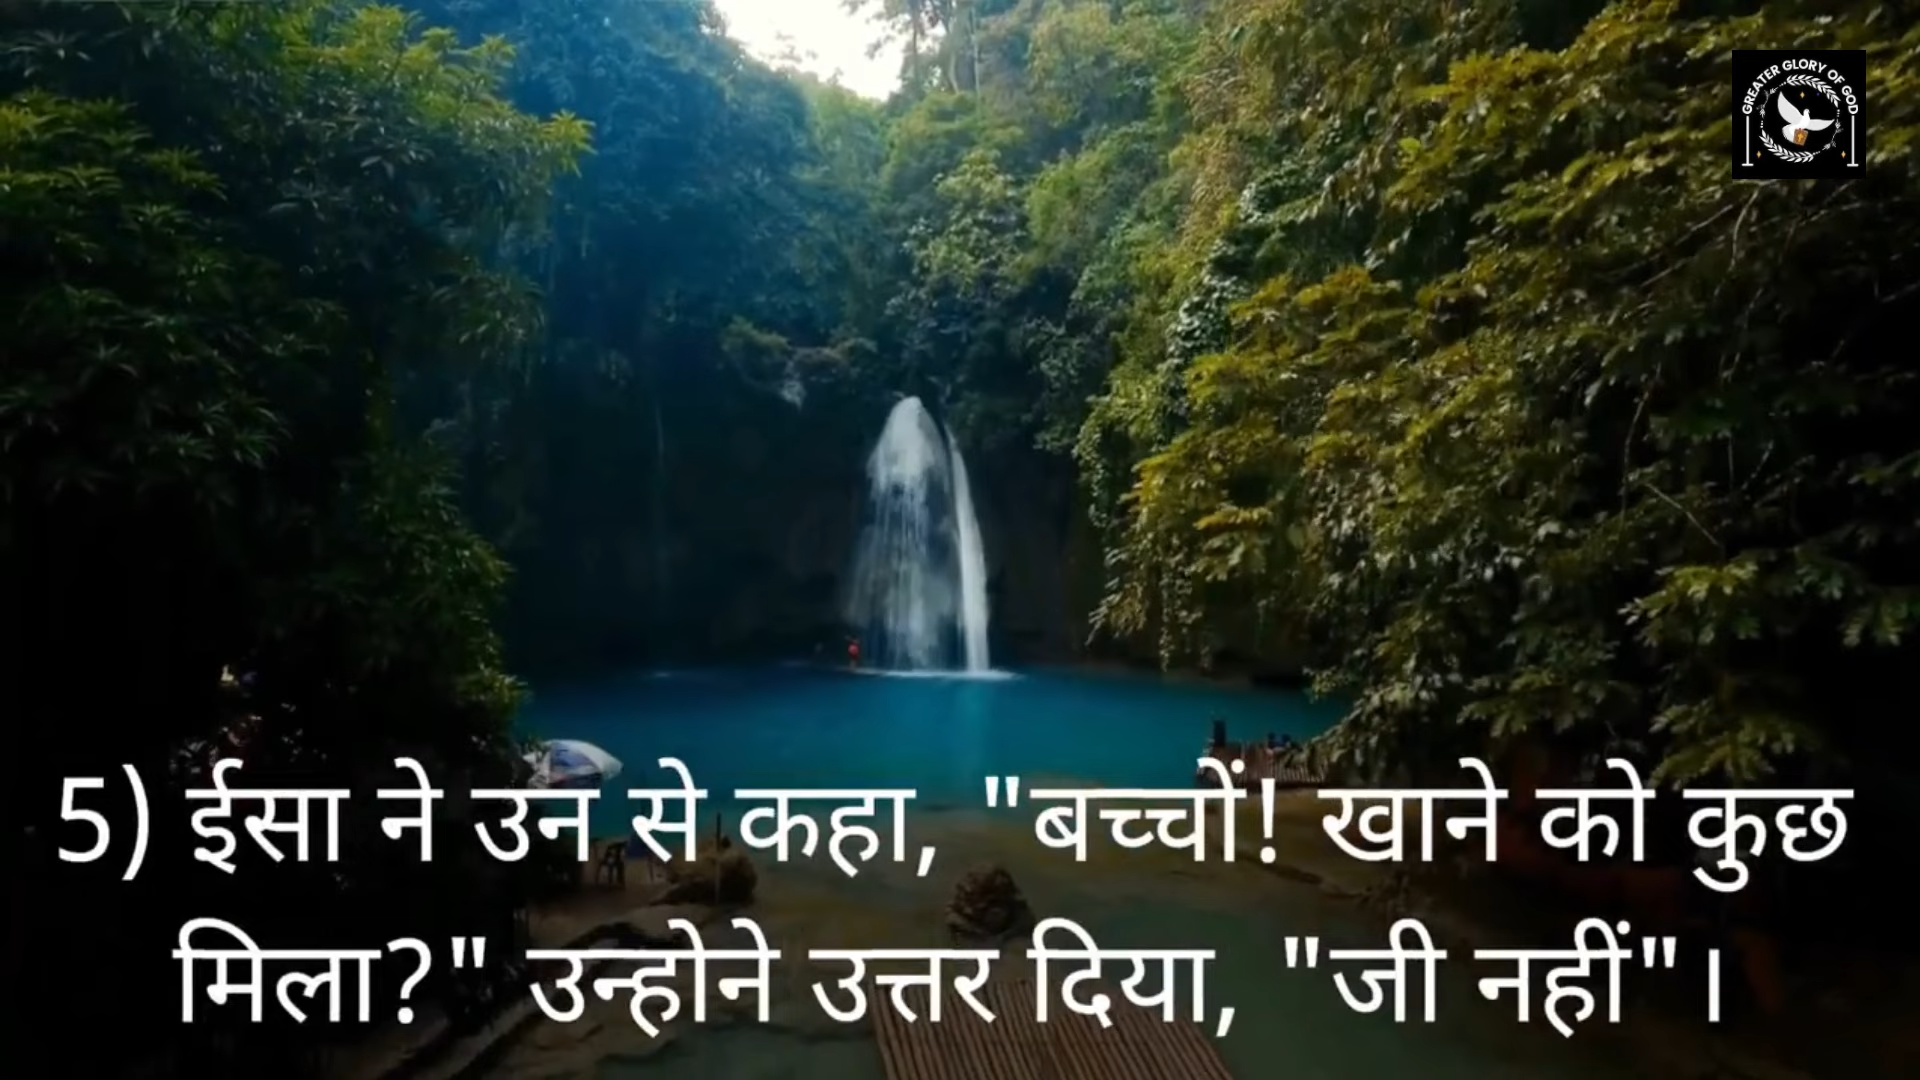 GREATER GLORY OF GOD
5) ईसा ने उन से कहा, "बच्चों! खाने को कुछ
मिला?" उन्होने उत्तर दिया, "जी नहीं"।